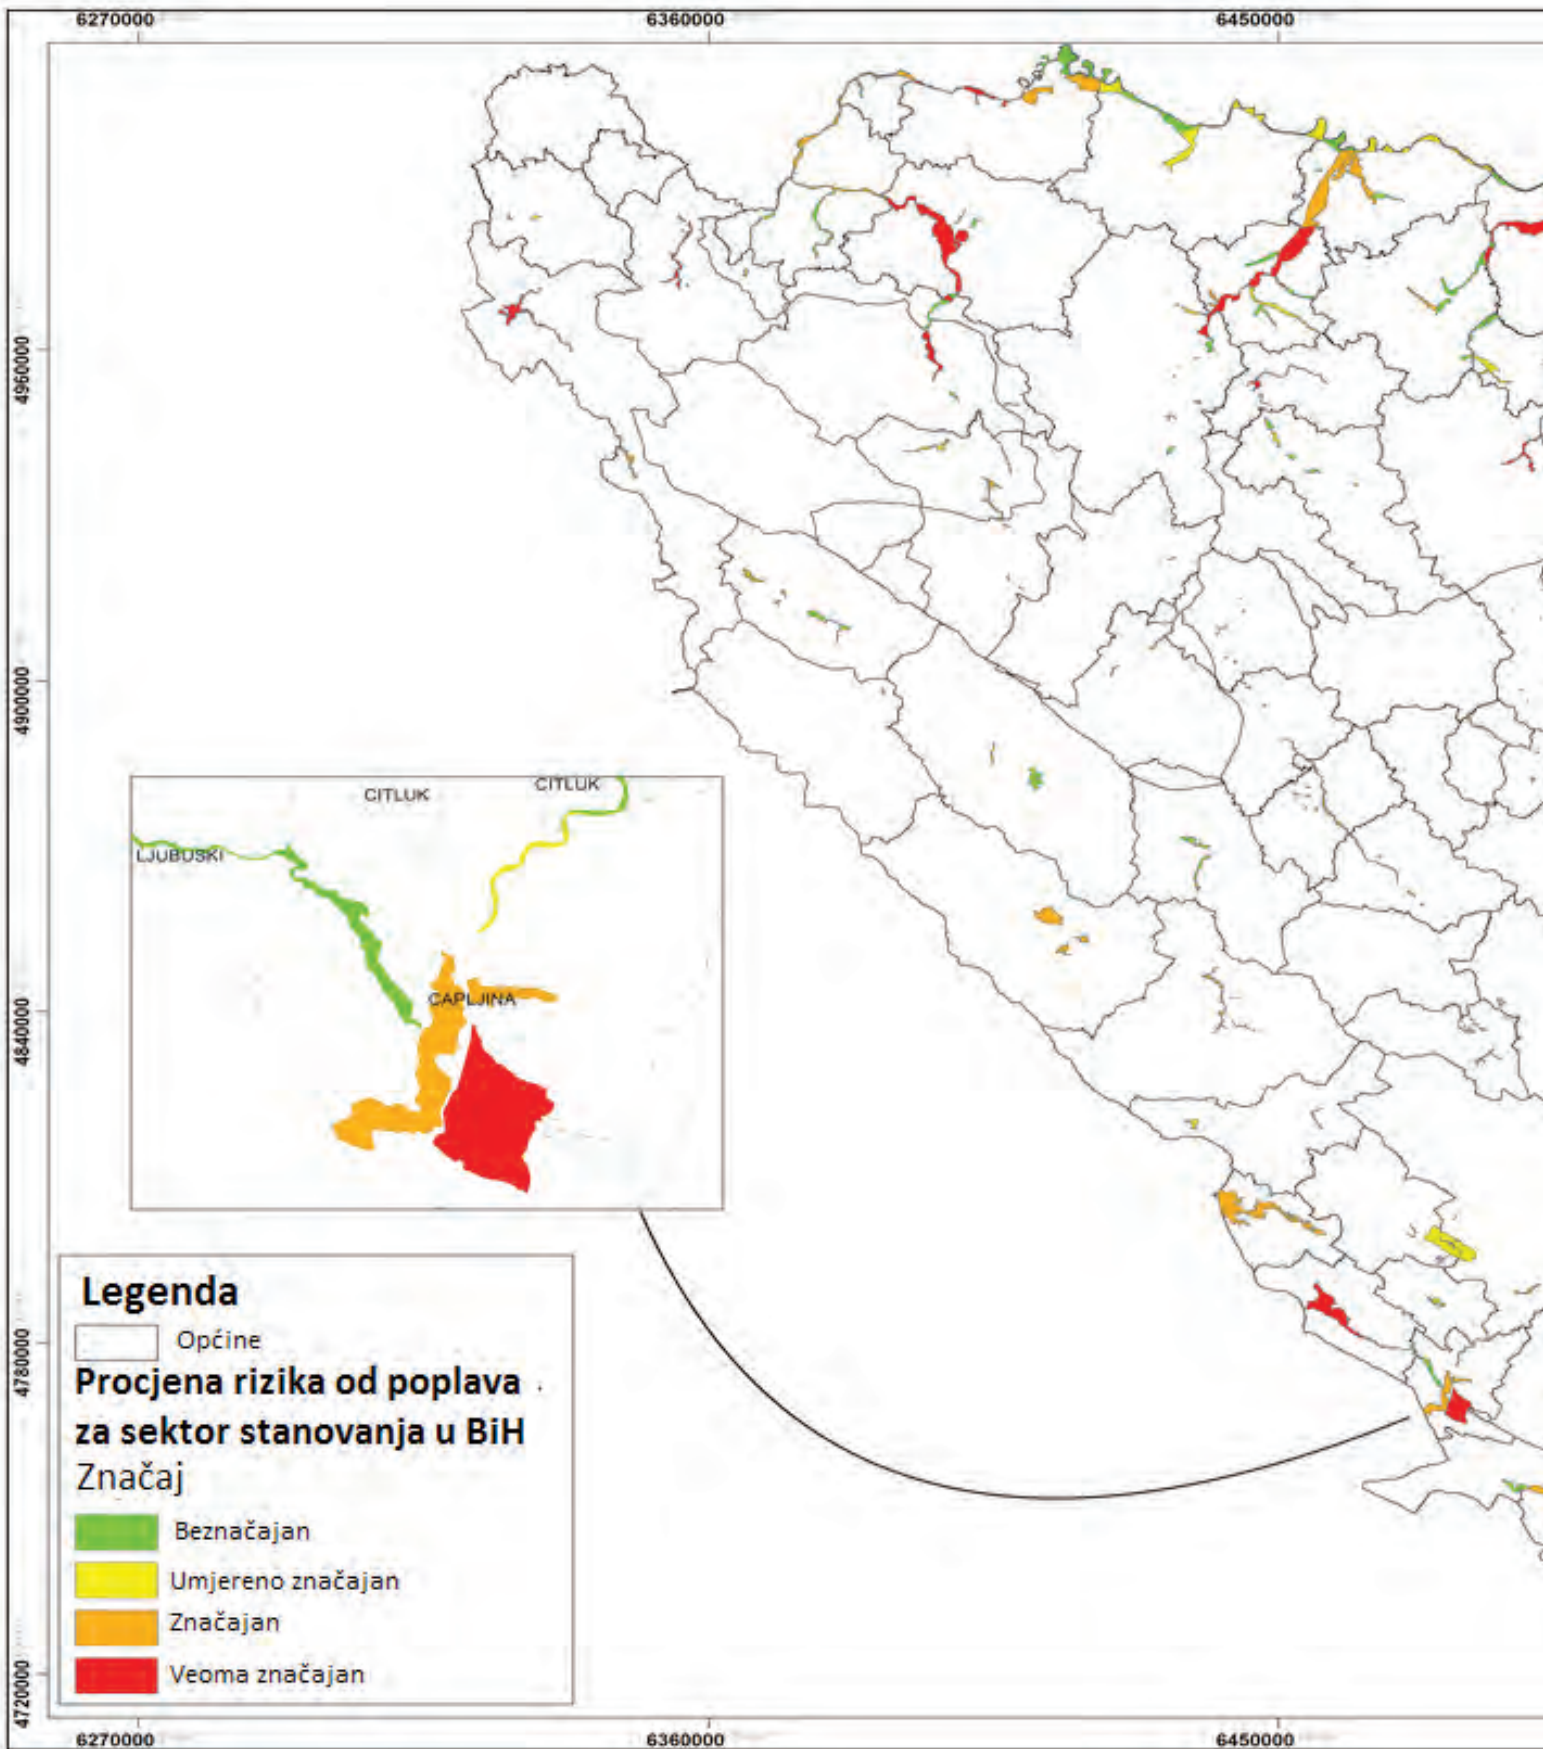 6270000
6360000
6450000
4960000
4900000
4840000
4780000
4720000
CITLUK
CITLUK
LJUBUSKI
CAPLJINA
Legenda
Općine
Procjena rizika od poplava
za sektor stanovanja u BiH
Značaj
Beznačajan
Umjereno značajan
Značajan
Veoma značajan
6270000
6360000
6450000